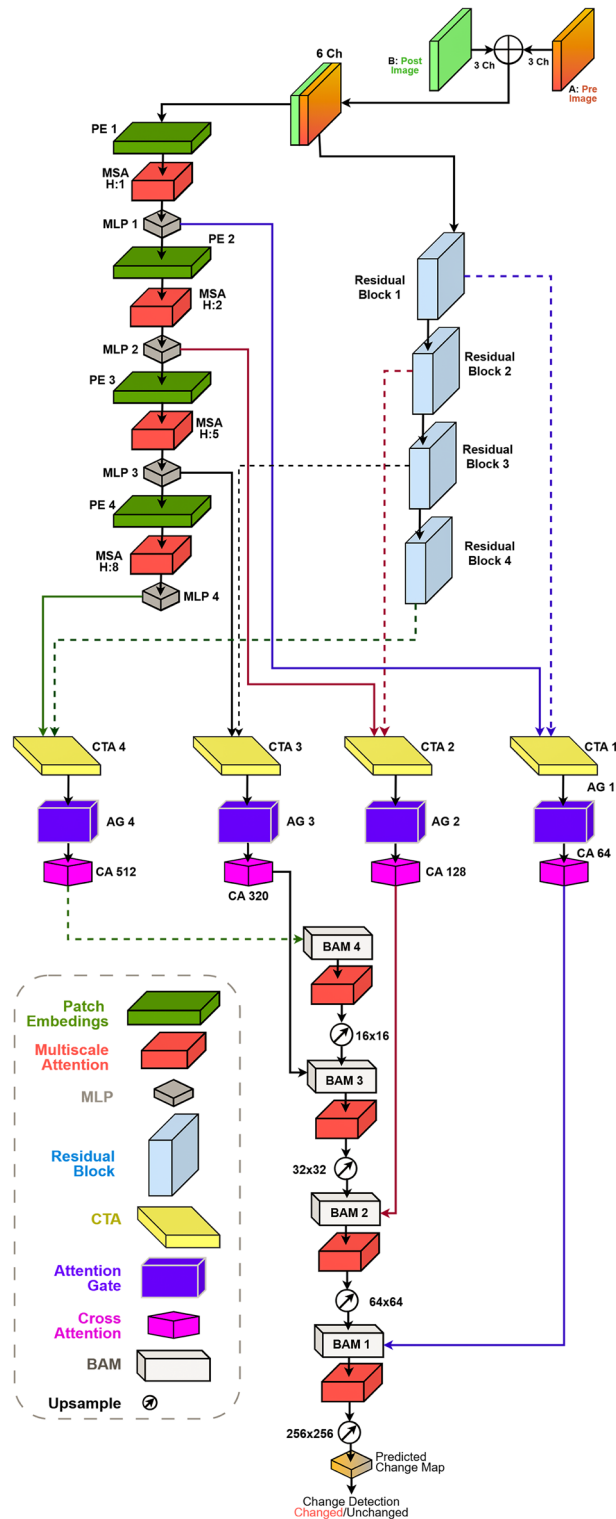 6 Ch
B: Post
Image
3 Ch
3 Ch
A: Pre
Image
PE 1
MSA
H:1
MLP 1
PE 2
MSA
H:2
MLP 2
PE 3
MSA
H:5
MLP 3
PE 4
MSA
H:8
MLP 4
Residual
Block 1
Residual
Block 2
Residual
Block 3
Residual
Block 4
CTA 4
CTA 3
CTA 2
CTA 1
AG 4
AG 3
AG 2
AG 1
CA 512
CA 320
CA 128
CA 64
BAM 4
16x16
BAM 3
32x32
BAM 2
64x64
BAM 1
256x256
Predicted
Change Map
Change Detection
Changed/Unchanged
Patch
Embedings
Multiscale
Attention
MLP
Residual
Block
CTA
Attention
Gate
Cross
Attention
BAM
Upsample